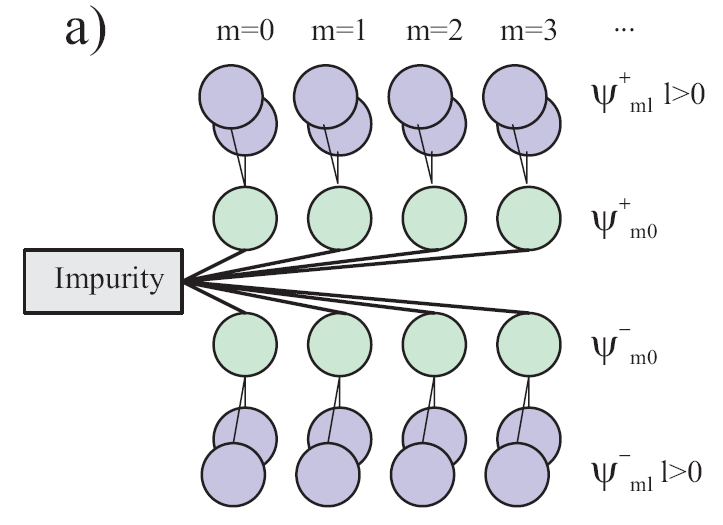 a)
m=0 m=1 m=2 m=3 ...
ψ⁺ml l>0
ψ⁺m0
Impurity
ψ⁻m0
ψ⁻ml l>0